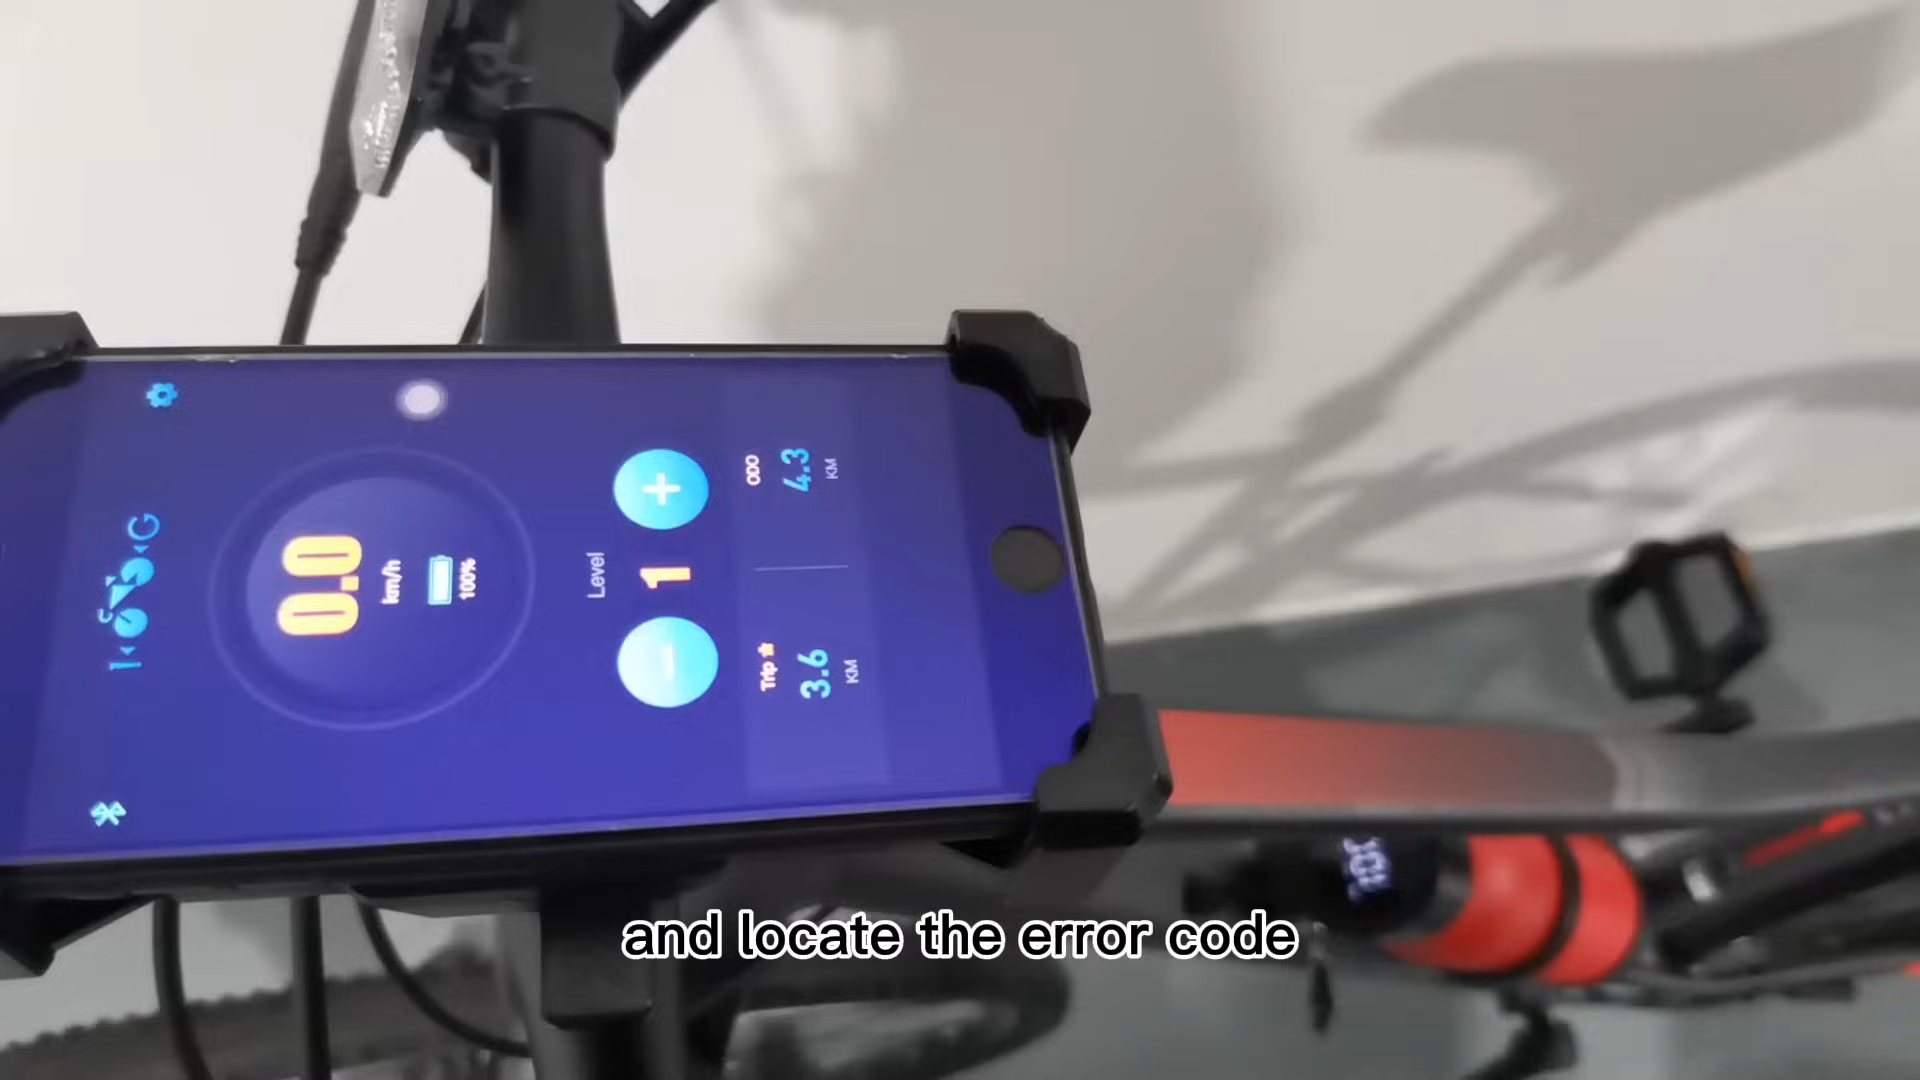 0.0
km/h
100%
Level
1
Trip
3.6
KM
ODO
4.3
KM
and locate the error code